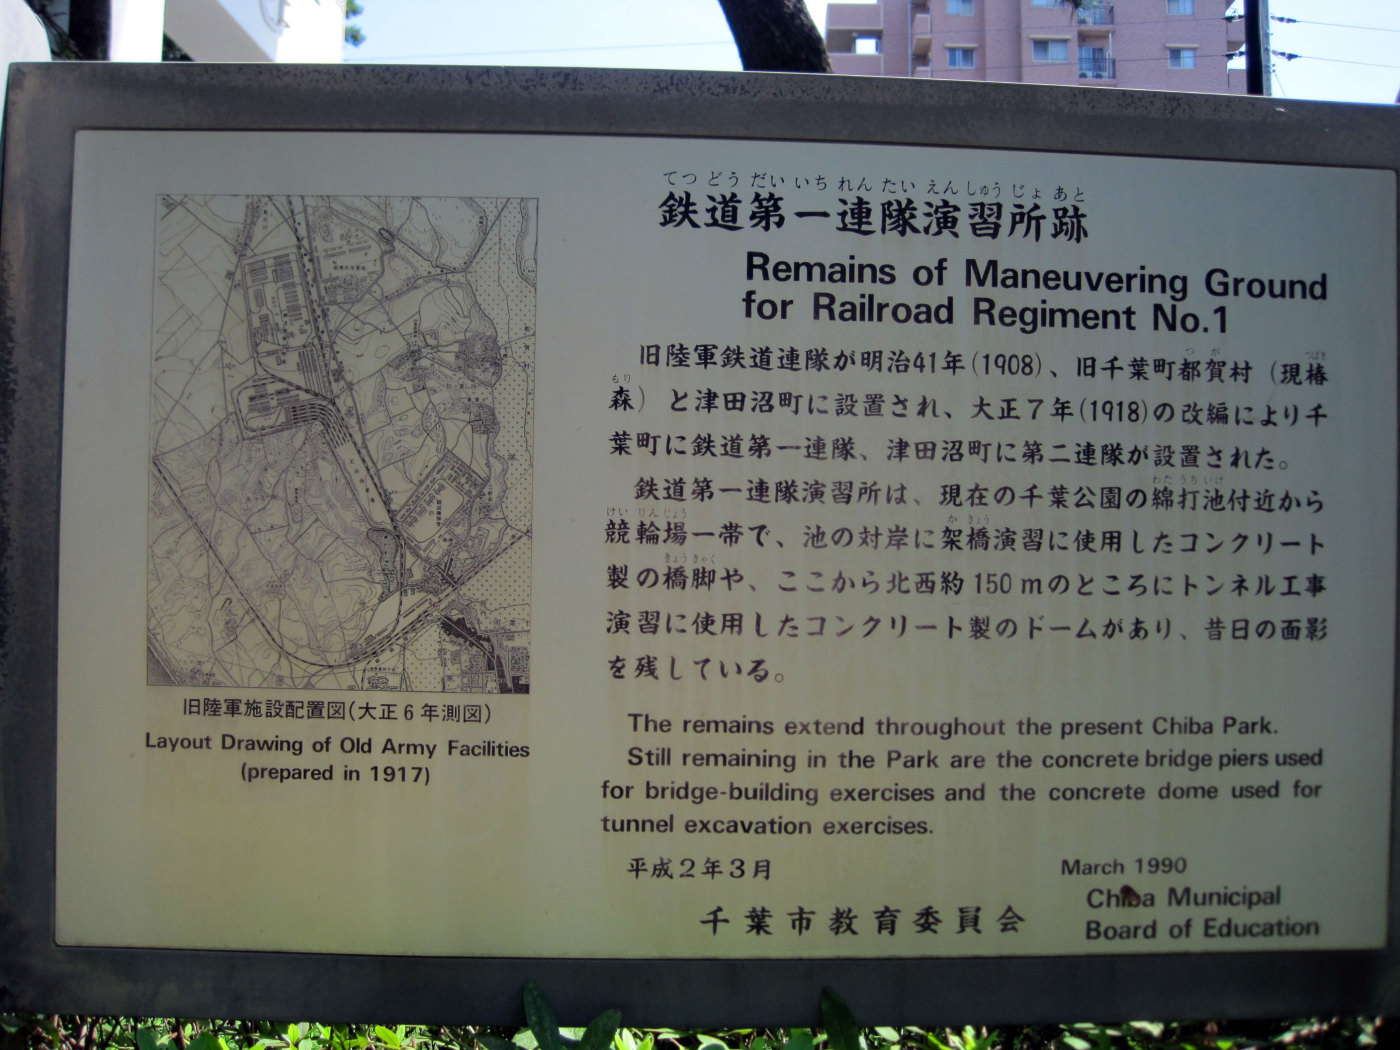 てつどうだいいちれんたいえんしゅうじょあと
鉄道第一連隊演習所跡
Remains of Maneuvering Ground
for Railroad Regiment No.1
旧陸軍鉄道連隊が明治41年(1908)、旧千葉町都賀村（現椿
森）と津田沼町に設置され、大正7年(1918)の改編により千
葉町に鉄道第一連隊、津田沼町に第二連隊が設置された。
鉄道第一連隊演習所は、現在の千葉公園の綿打池付近から
競輪場一帯で、池の対岸に架橋演習に使用したコンクリート
製の橋脚や、ここから北西約150mのところにトンネル工事
演習に使用したコンクリート製のドームがあり、昔日の面影
を残している。
The remains extend throughout the present Chiba Park.
Still remaining in the Park are the concrete bridge piers used
for bridge-building exercises and the concrete dome used for
tunnel excavation exercises.
平成2年3月
March 1990
千葉市教育委員会
Chiba Municipal
Board of Education
旧陸軍施設配置図(大正6年測図)
Layout Drawing of Old Army Facilities
(prepared in 1917)